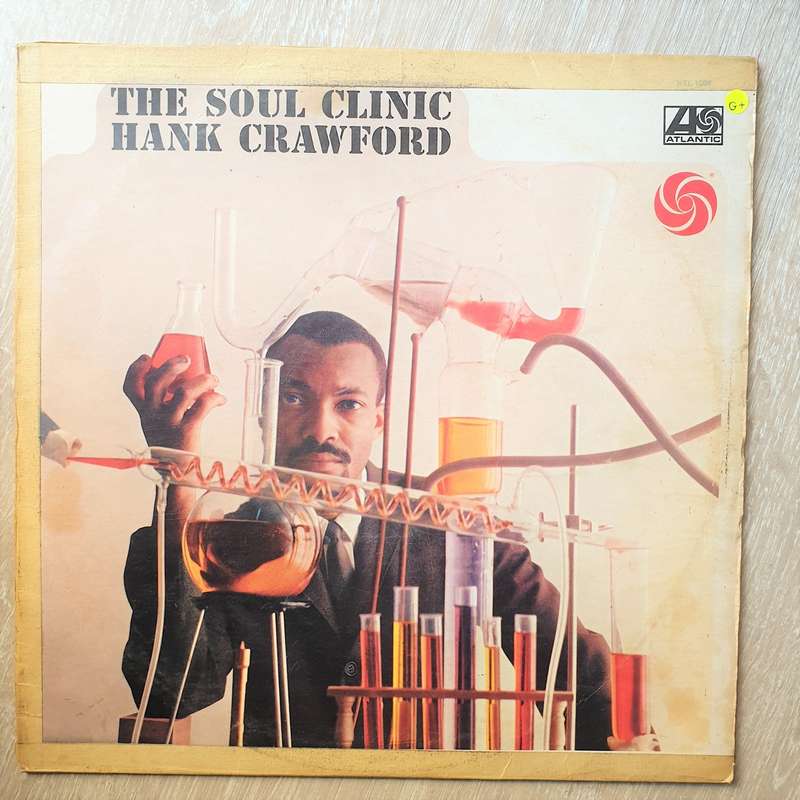 THE SOUL CLINIC
HANK CRAWFORD
G+
ATLANTIC